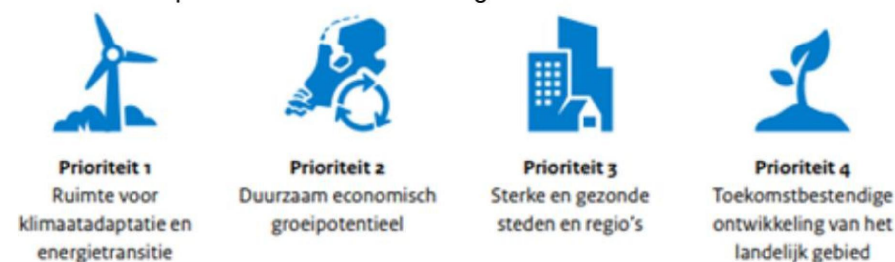 Prioriteit 1
Ruimte voor
klimaatadaptatie en
energietransitie
Prioriteit 2
Duurzaam economisch
groeipotentieel
Prioriteit 3
Sterke en gezonde
steden en regio's
Prioriteit 4
Toekomstbestendige
ontwikkeling van het
landelijk gebied